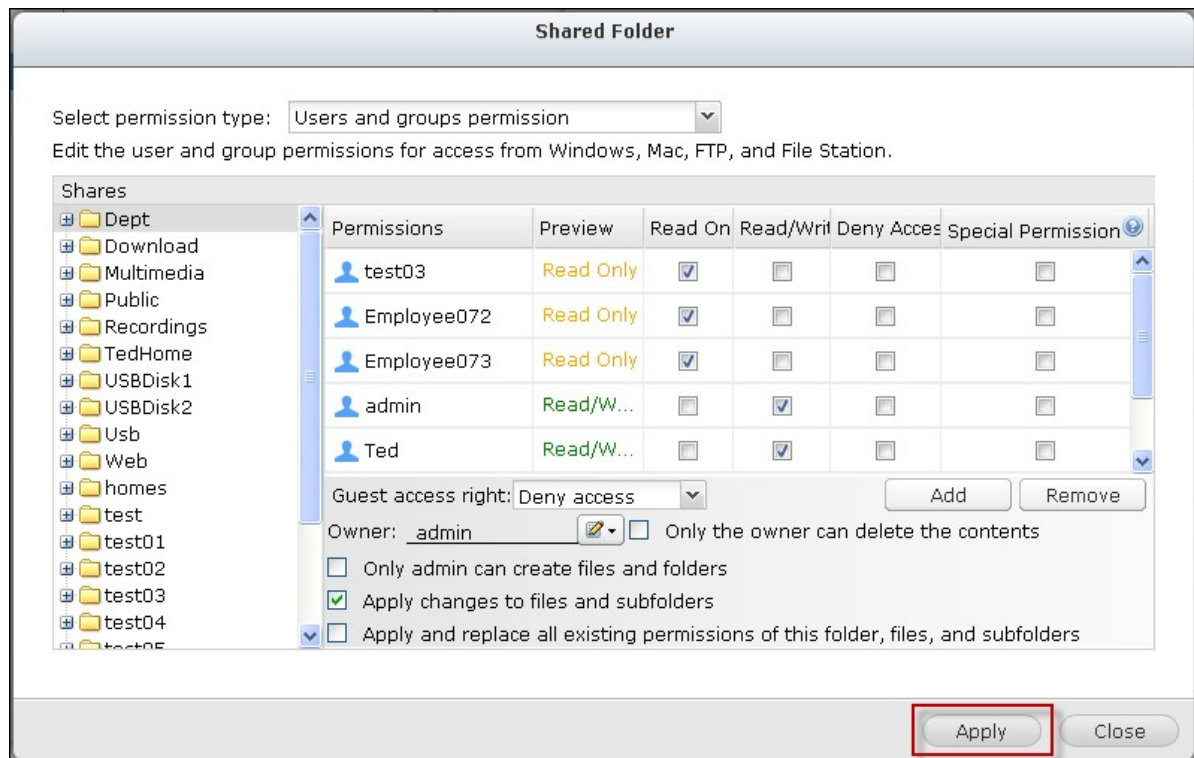 Shared Folder
Select permission type: Users and groups permission
Edit the user and group permissions for access from Windows, Mac, FTP, and File Station.
Shares
Dept
Download
Multimedia
Public
Recordings
TedHome
USBDisk1
USBDisk2
Usb
Web
homes
test
test01
test02
test03
test04
Permissions Preview Read On Read/Writ Deny Acces Special Permission
test03 Read Only
Employee072 Read Only
Employee073 Read Only
admin Read/W...
Ted Read/W...
Guest access right: Deny access Add Remove
Owner: admin Only the owner can delete the contents
Only admin can create files and folders
Apply changes to files and subfolders
Apply and replace all existing permissions of this folder, files, and subfolders
Apply Close